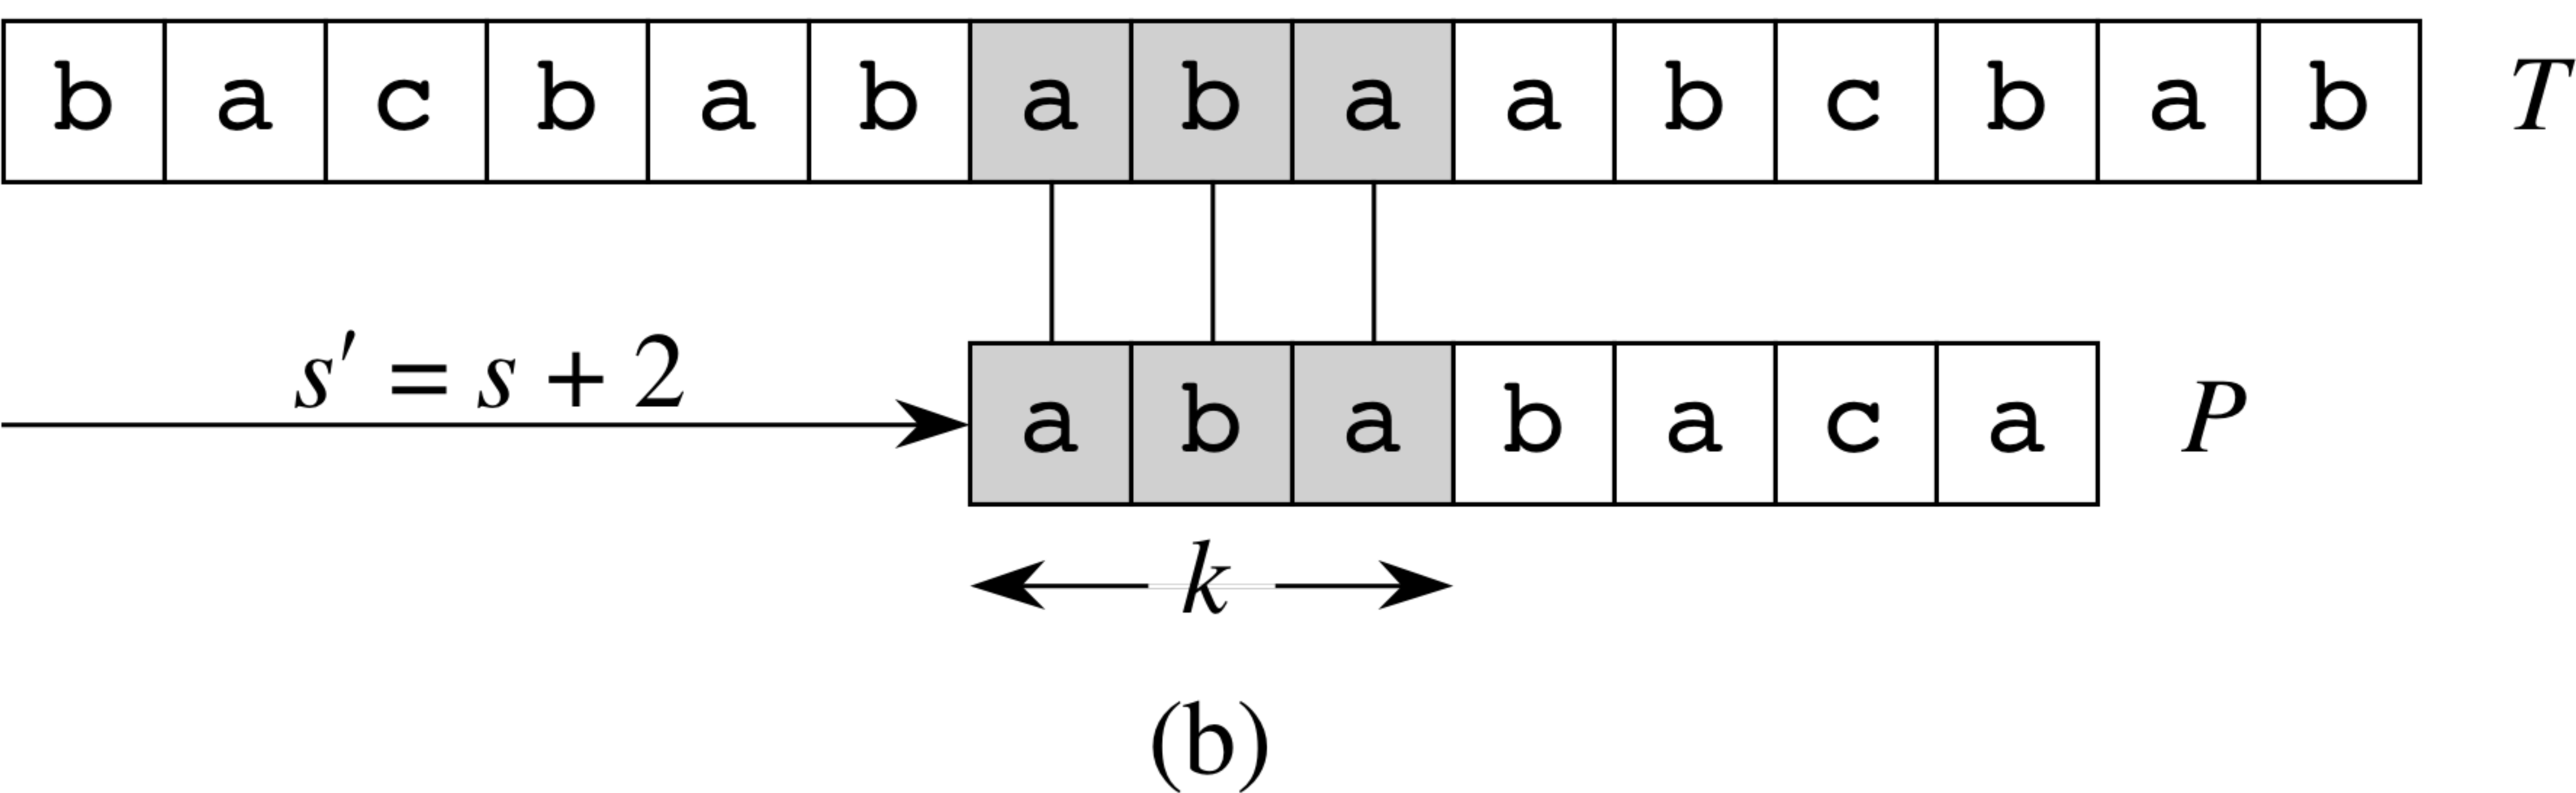 b a c b a b a b a a b c b a b T
s′ = s + 2
a b a b a c a P
k
(b)